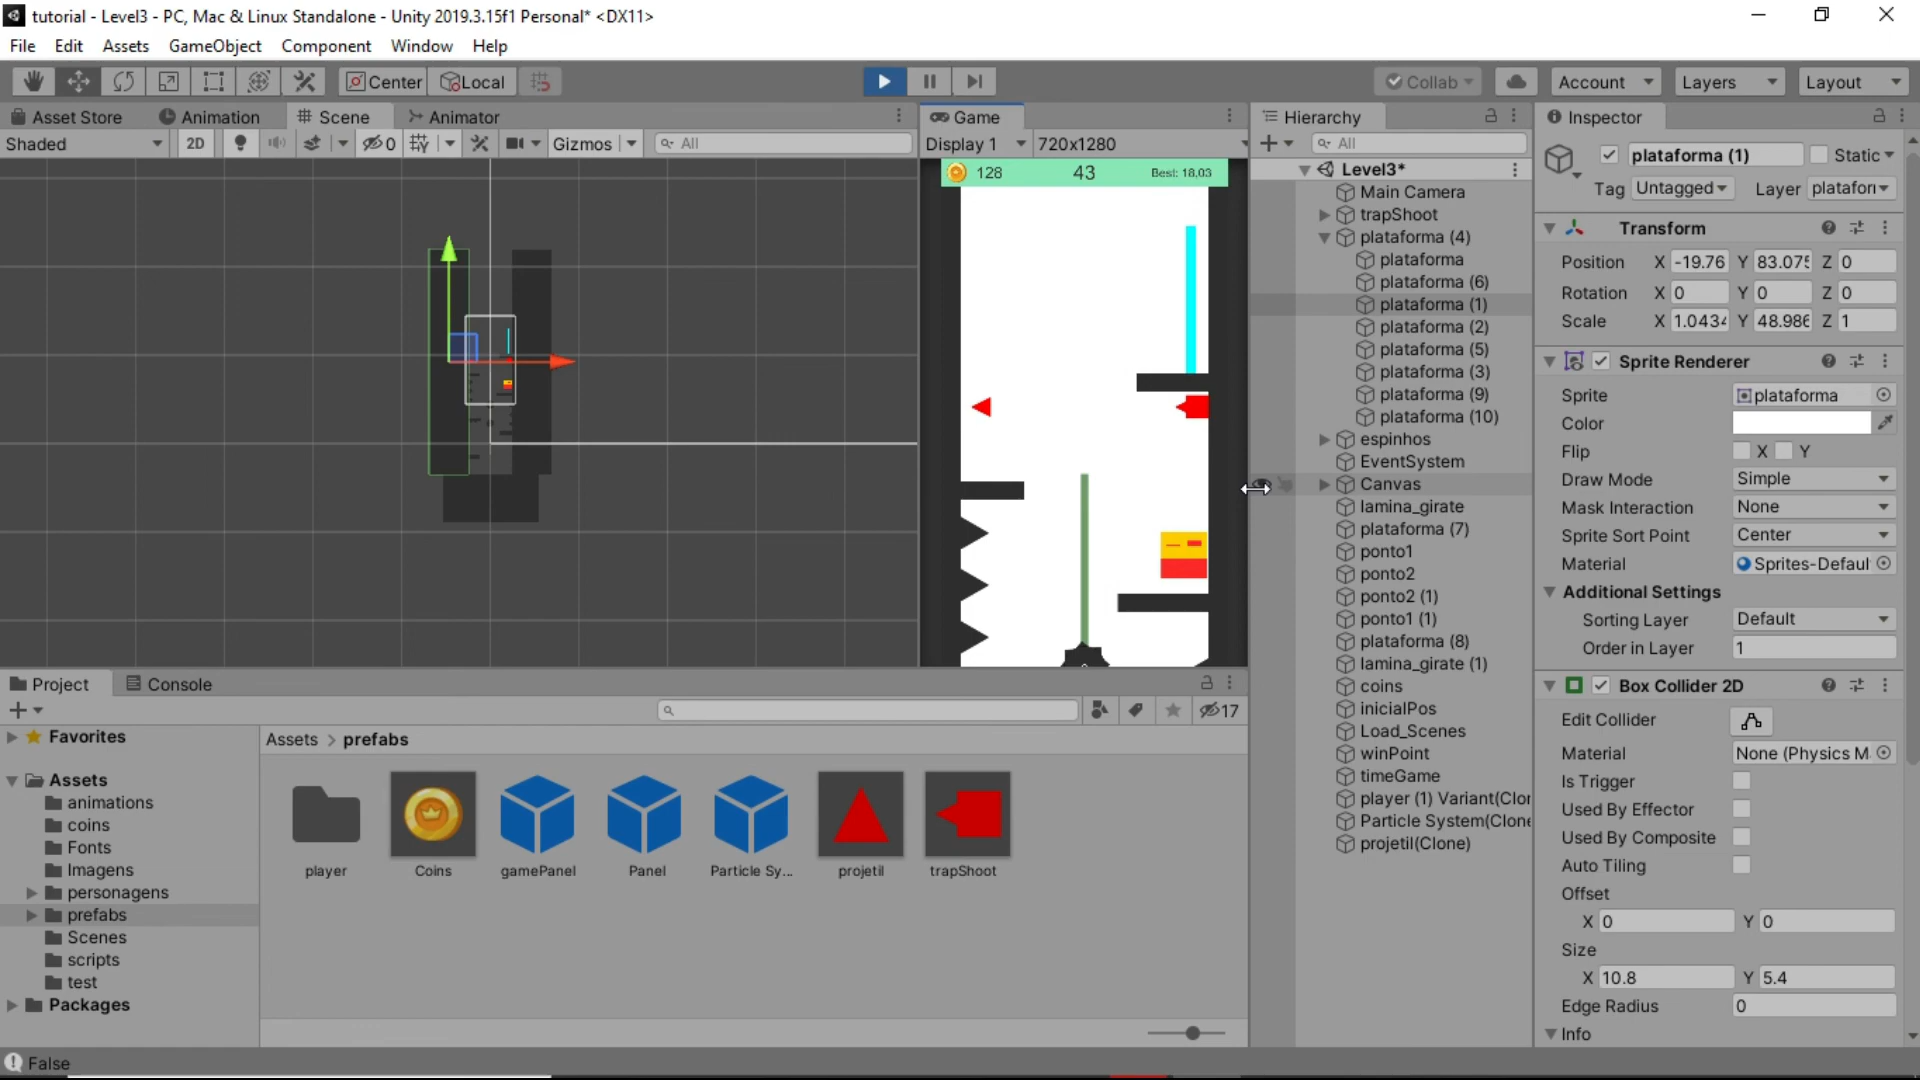 tutorial - Level3 - PC, Mac & Linux Standalone - Unity 2019.3.15f1 Personal* <DX11>
File Edit Assets GameObject Component Window Help
Center Local Collab Account Layers Layout
Asset Store Animation Scene Animator
Shaded 2D 0 Gizmos All
Game
Display 1 720x1280
128 43 Best: 18,03
Hierarchy
All
Level3*
Main Camera
trapShoot
plataforma (4)
plataforma
plataforma (6)
plataforma (1)
plataforma (2)
plataforma (5)
plataforma (3)
plataforma (9)
plataforma (10)
espinhos
EventSystem
Canvas
lamina_girate
plataforma (7)
ponto1
ponto2
ponto2 (1)
ponto1 (1)
plataforma (8)
lamina_girate (1)
coins
inicialPos
Load_Scenes
winPoint
timeGame
player (1) Variant(Clon
Particle System(Clone
projetil(Clone)
Inspector
plataforma (1) Static
Tag Untagged Layer platafori
Transform
Position X -19.76 Y 83.075 Z 0
Rotation X 0 Y 0 Z 0
Scale X 1.0434 Y 48.986 Z 1
Sprite Renderer
Sprite plataforma
Color
Flip X Y
Draw Mode Simple
Mask Interaction None
Sprite Sort Point Center
Material Sprites-Defaul
Additional Settings
Sorting Layer Default
Order in Layer 1
Box Collider 2D
Edit Collider
Material None (Physics M
Is Trigger
Used By Effector
Used By Composite
Auto Tiling
Offset
X 0 Y 0
Size
X 10.8 Y 5.4
Edge Radius 0
Info
Project Console
17
Favorites
Assets
animations
coins
Fonts
Imagens
personagens
prefabs
Scenes
scripts
test
Packages
Assets > prefabs
player Coins gamePanel Panel Particle Sy... projetil trapShoot
False